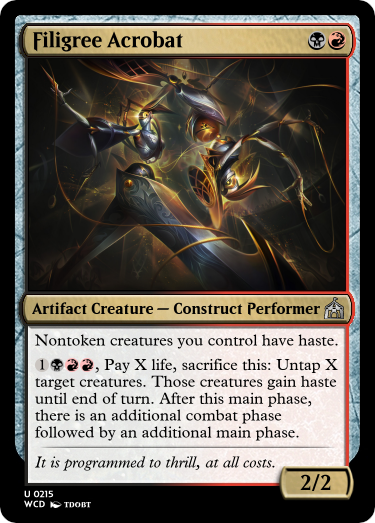 Filigree Acrobat
Artifact Creature — Construct Performer
Nontoken creatures you control have haste.
1, Pay X life, sacrifice this: Untap X
target creatures. Those creatures gain haste
until end of turn. After this main phase,
there is an additional combat phase
followed by an additional main phase.
It is programmed to thrill, at all costs.
2/2
U 0215
WCD TDOBT